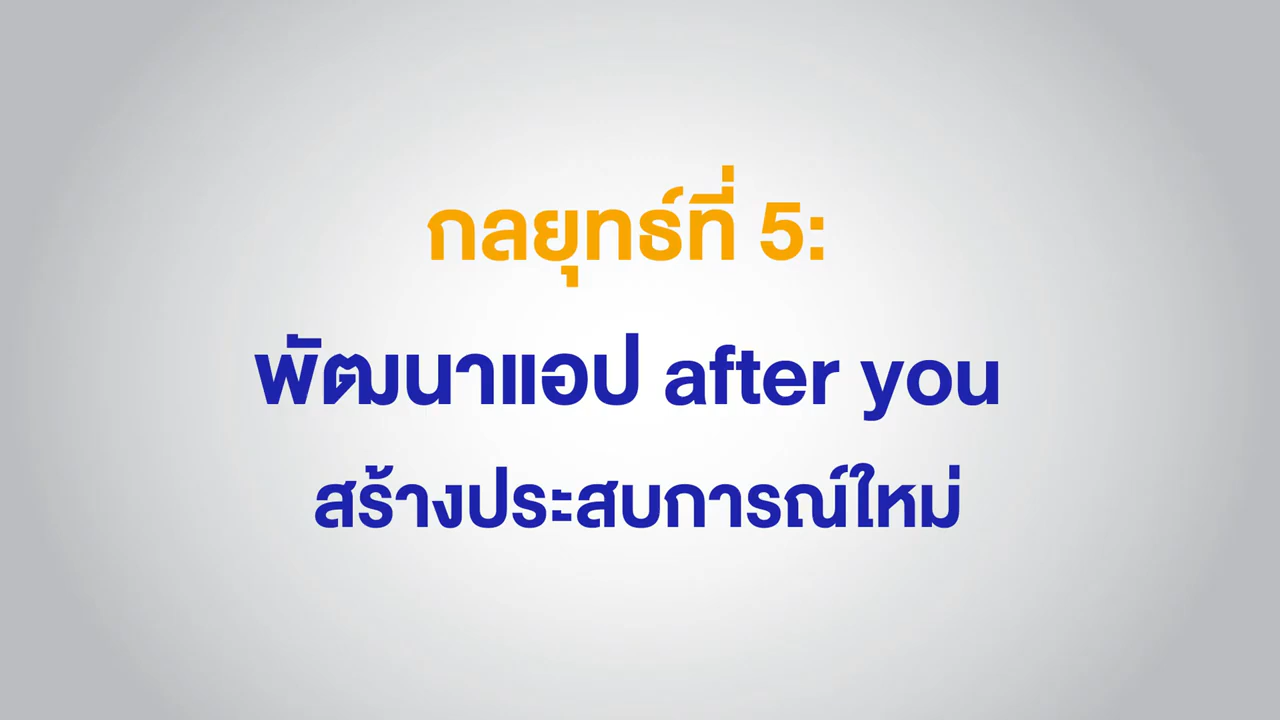 กลยุทธ์ที่ 5:
พัฒนาแอป after you
สร้างประสบการณ์ใหม่